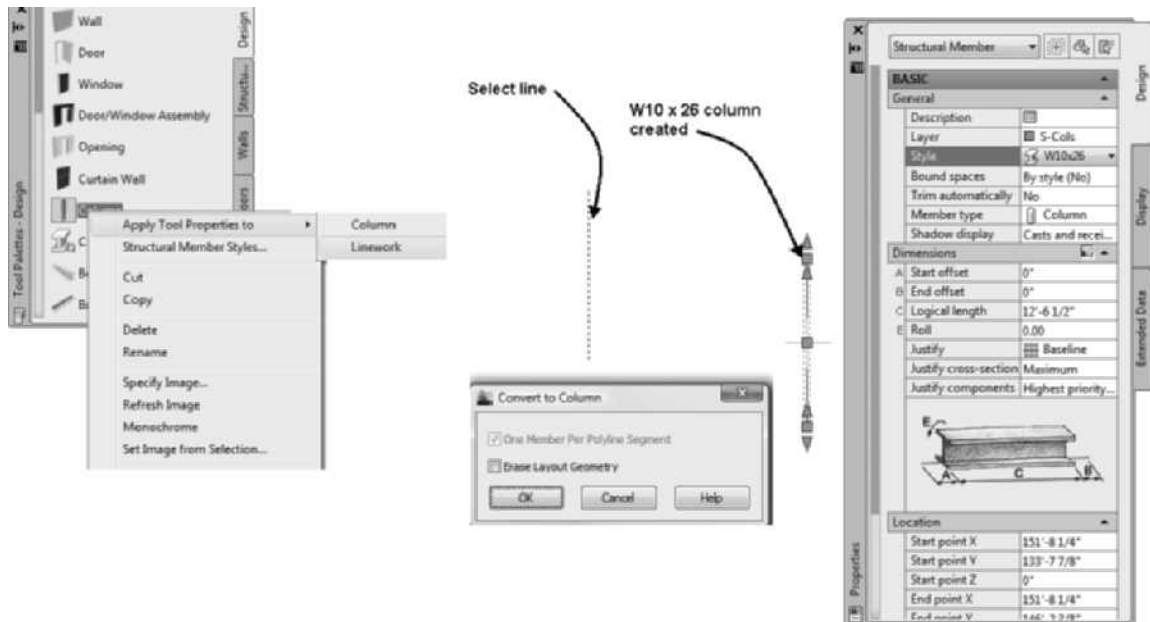 Wall
Door
Window
Door/Window Assembly
Opening
Curtain Wall
Apply Tool Properties to
Structural Member Styles...
Cut
Copy
Delete
Rename
Specify Image...
Refresh Image
Monochrome
Set Image from Selection...
Column
Linework
Tool Palettes - Design
Design
Structu...
Walls
oors
Select line
W10 x 26 column
created
Convert to Column
One Member Per Polyline Segment
Erase Layout Geometry
OK Cancel Help
Structural Member
BASIC
General
Description
Layer S-Cols
Style W10x26
Bound spaces By style (No)
Trim automatically No
Member type Column
Shadow display Casts and recei...
Dimensions
A Start offset 0"
B End offset 0"
C Logical length 12'-6 1/2"
E Roll 0.00
Justify Baseline
Justify cross-section Maximum
Justify components Highest priority...
E
A C B
Location
Start point X 151'-8 1/4"
Start point Y 133'-7 7/8"
Start point Z 0"
End point X 151'-8 1/4"
End point Y
Properties
Design
Display
Extended Data